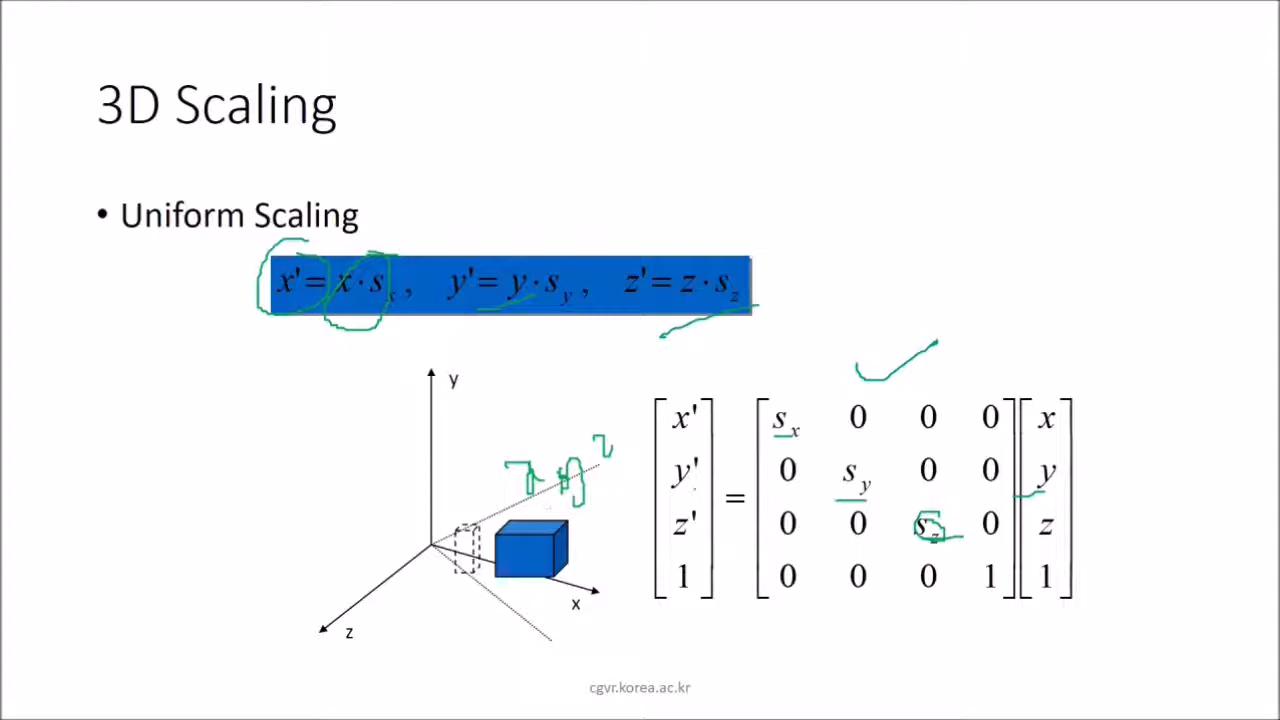 3D Scaling
• Uniform Scaling
x' = x · s_x ,    y' = y · s_y ,    z' = z · s_z
y
x
z
x'   s_x 0 0 0   x
y'   0 s_y 0 0   y
=
z'   0 0 s_z 0   z
1   0 0 0 1   1
cgvr.korea.ac.kr